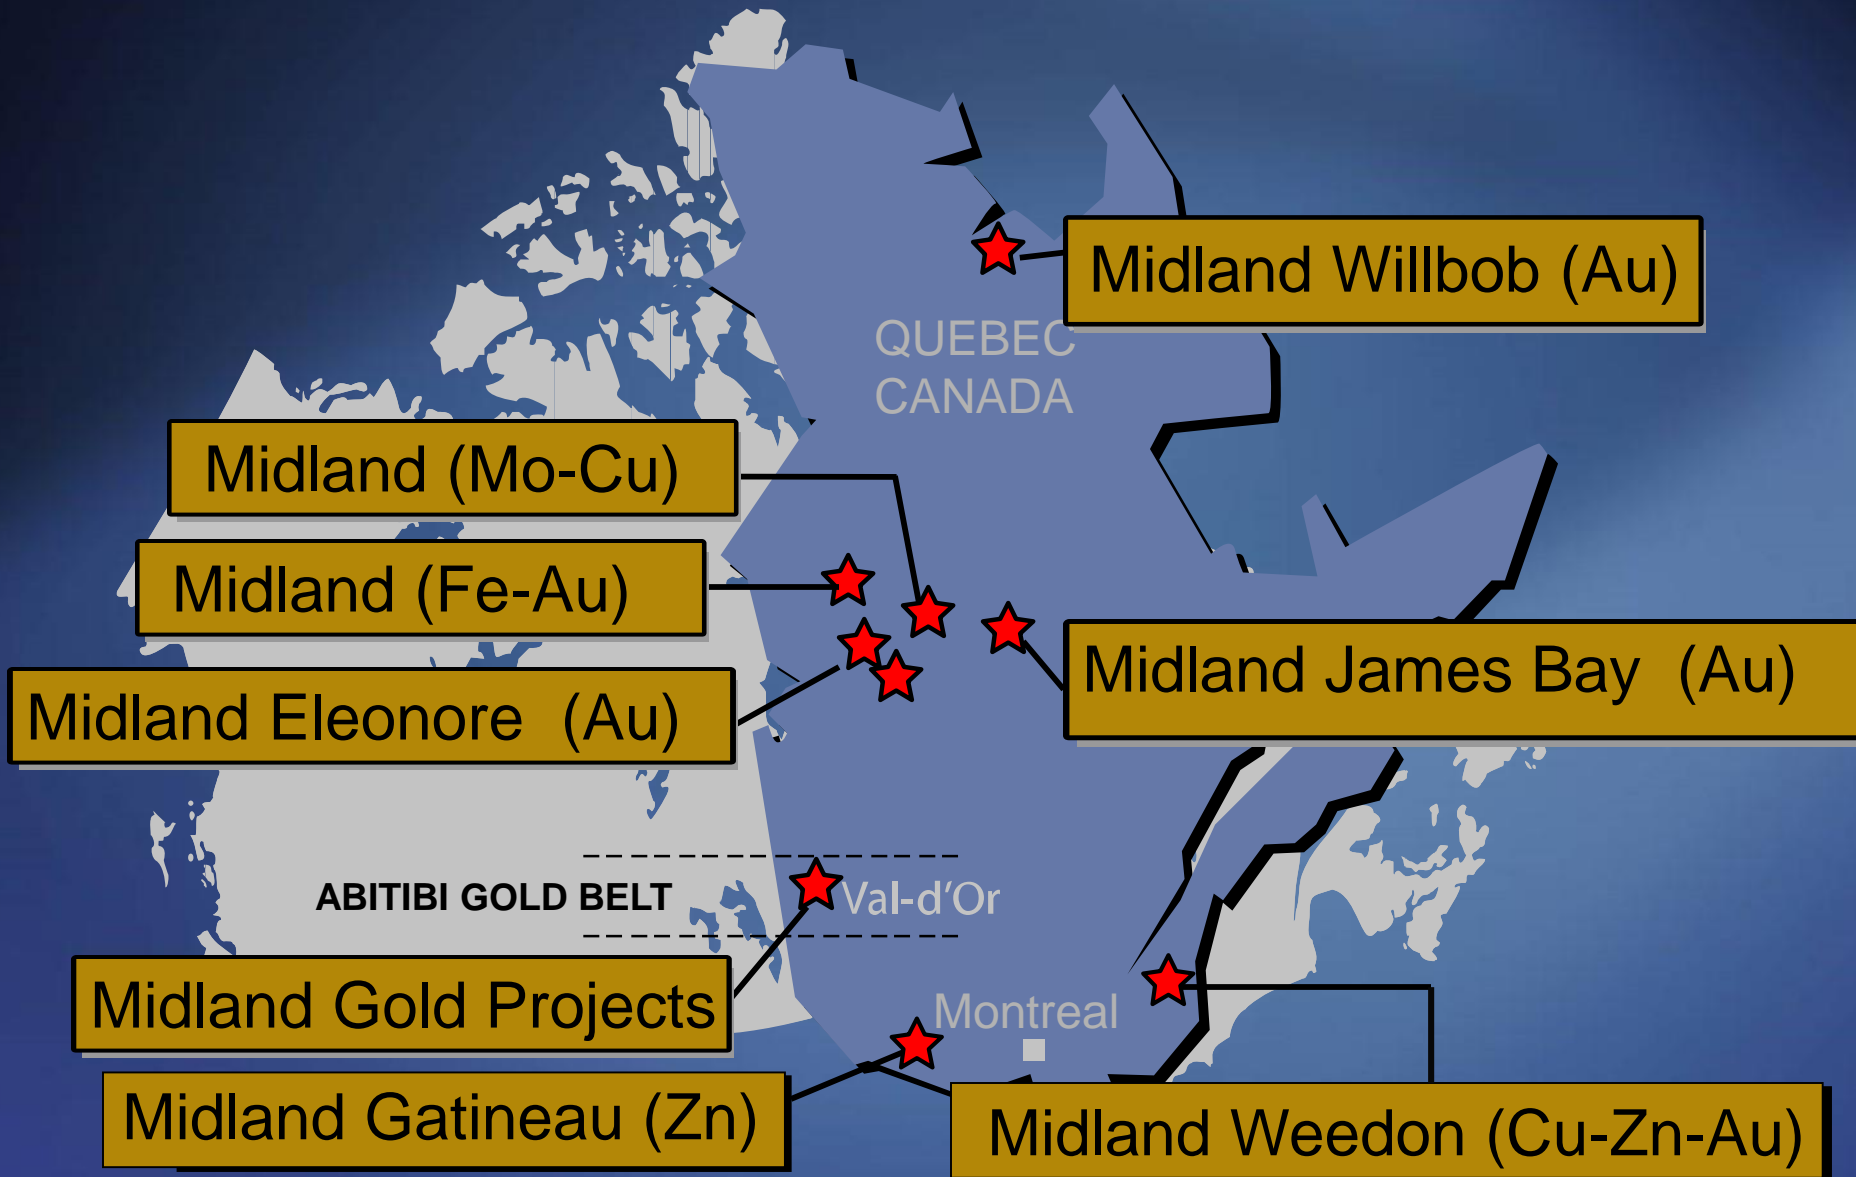 Midland Willbob (Au)
QUEBEC
CANADA
Midland (Mo-Cu)
Midland (Fe-Au)
Midland Eleonore (Au)
Midland James Bay (Au)
ABITIBI GOLD BELT
Val-d'Or
Midland Gold Projects
Montreal
Midland Gatineau (Zn)
Midland Weedon (Cu-Zn-Au)